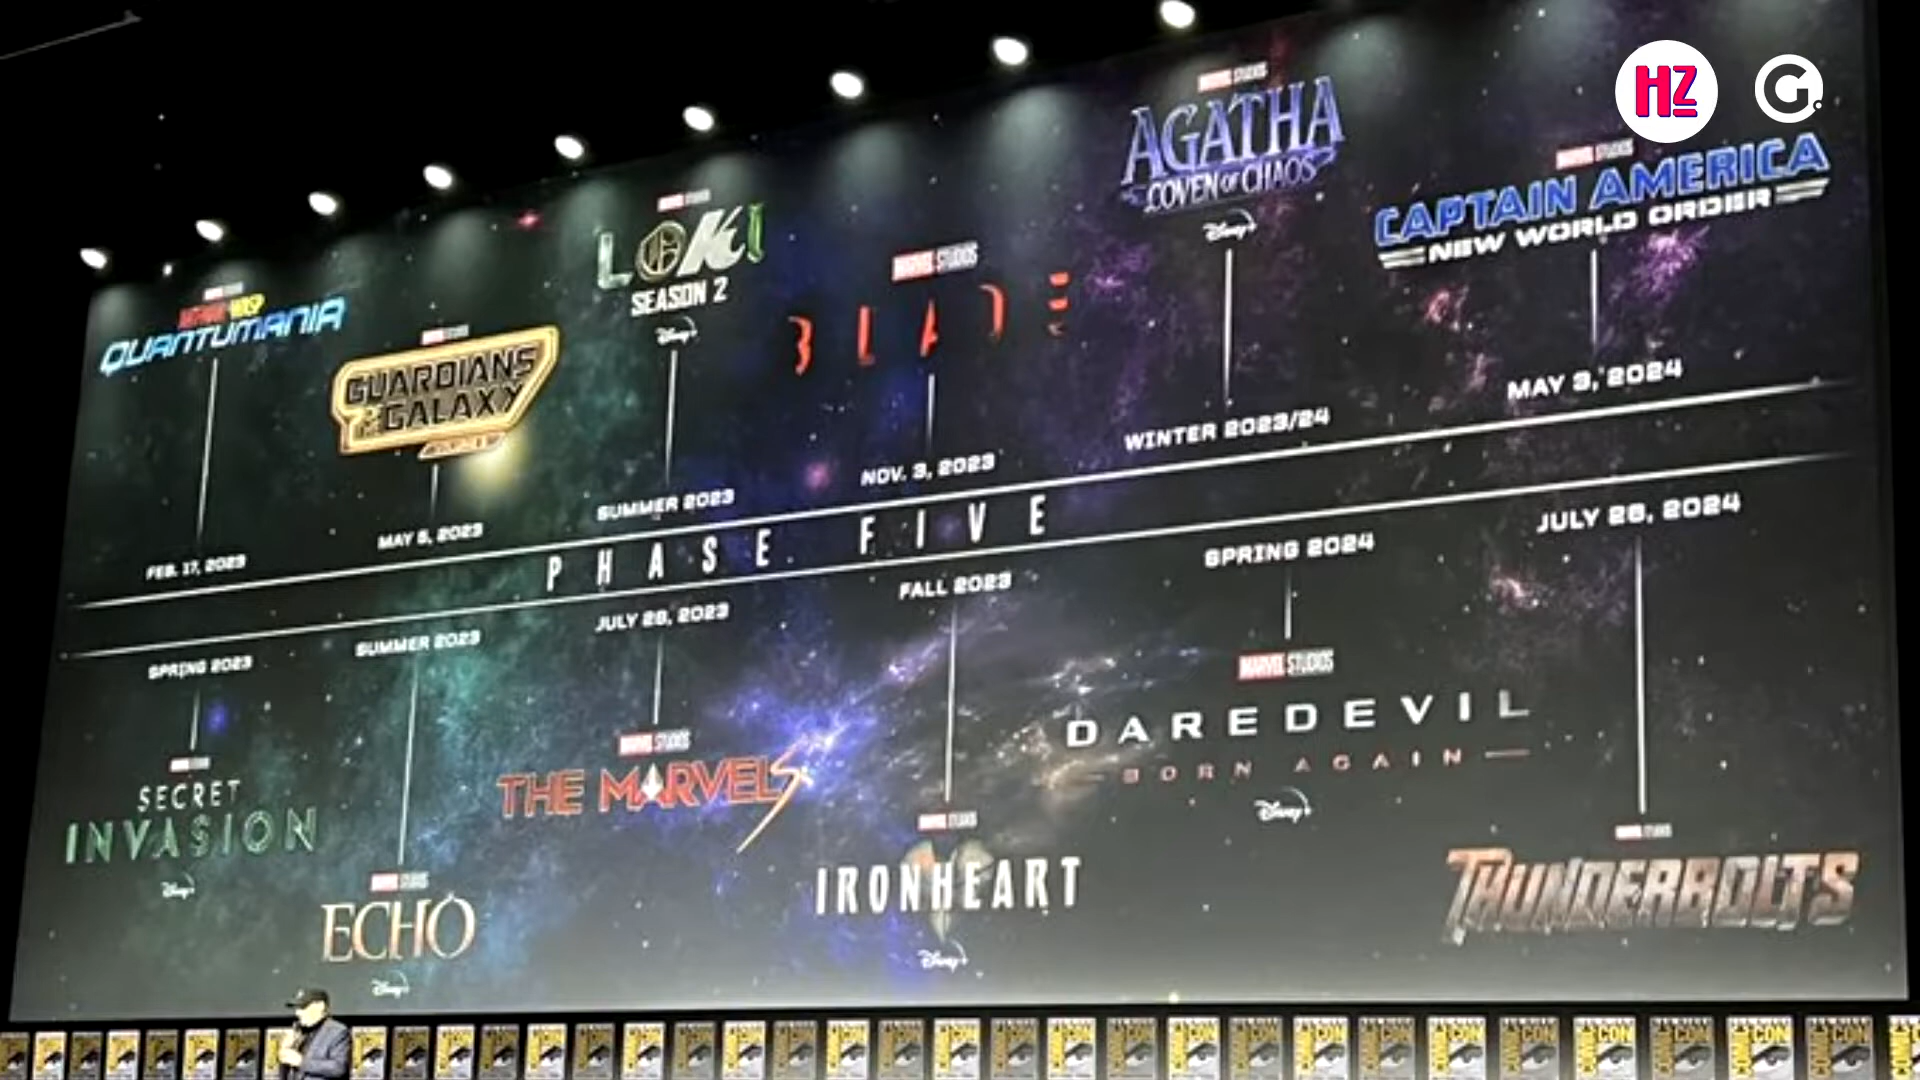 HZ G.
MARVEL STUDIOS
AGATHA
COVEN OF CHAOS
Disney+
WINTER 2023/24
MARVEL STUDIOS
CAPTAIN AMERICA
NEW WORLD ORDER
MAY 3, 2024
MARVEL STUDIOS
LOKI
SEASON 2
Disney+
SUMMER 2023
MARVEL STUDIOS
BLADE
NOV. 3, 2023
QUANTUMANIA
FEB. 17, 2023
GUARDIANS
GALAXY
MAY 5, 2023
PHASE FIVE
SPRING 2023
SECRET
INVASION
Disney+
SUMMER 2023
MARVEL STUDIOS
ECHO
Disney+
JULY 28, 2023
MARVEL STUDIOS
THE MARVELS
FALL 2023
MARVEL STUDIOS
IRONHEART
Disney+
SPRING 2024
MARVEL STUDIOS
DAREDEVIL
BORN AGAIN
Disney+
JULY 26, 2024
MARVEL STUDIOS
THUNDERBOLTS
COMIC CON